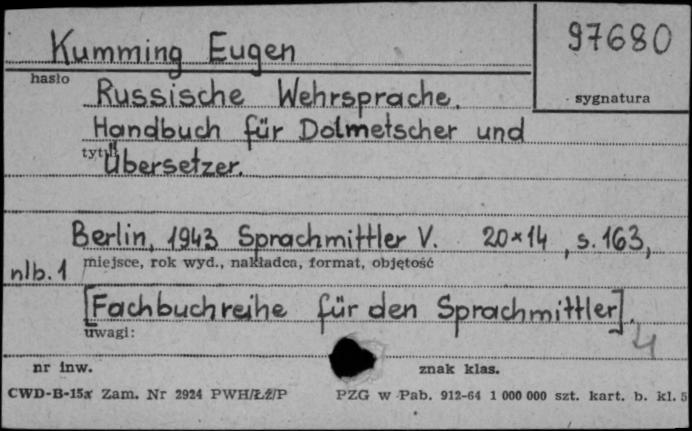 Kumming Eugen
97680
hasło
sygnatura
Russische Wehrsprache.
Handbuch für Dolmetscher und
tytuł
Übersetzer.
Berlin, 1943 Sprachmittler V. 20×14, s. 163,
nlb. 1
miejsce, rok wyd., nakładca, format, objętość
[Fachbuchreihe für den Sprachmittler].
uwagi:
4
nr inw.
znak klas.
CWD-B-15x Zam. Nr 2924 PWH/Łź/P PZG w Pab. 912-64 1 000 000 szt. kart. b. kl. 5